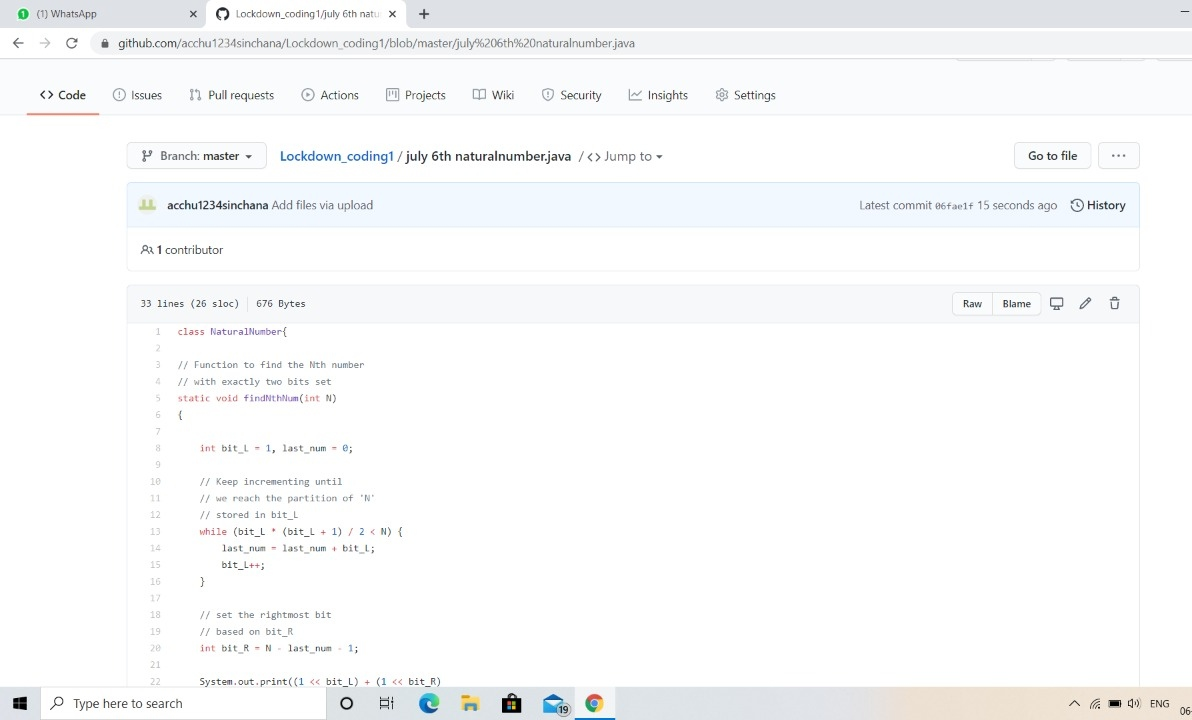 (1) WhatsApp
Lockdown_coding1/july 6th natu
github.com/acchu1234sinchana/Lockdown_coding1/blob/master/july%206th%20naturalnumber.java
Code Issues Pull requests Actions Projects Wiki Security Insights Settings
Branch: master Lockdown_coding1 / july 6th naturalnumber.java / <> Jump to Go to file ...
acchu1234sinchana Add files via upload Latest commit 06fae1f 15 seconds ago History
1 contributor
33 lines (26 sloc) 676 Bytes Raw Blame
1 class NaturalNumber{
2
3 // Function to find the Nth number
4 // with exactly two bits set
5 static void findNthNum(int N)
6 {
7
8 int bit_L = 1, last_num = 0;
9
10 // Keep incrementing until
11 // we reach the partition of 'N'
12 // stored in bit_L
13 while (bit_L * (bit_L + 1) / 2 < N) {
14 last_num = last_num + bit_L;
15 bit_L++;
16 }
17
18 // set the rightmost bit
19 // based on bit_R
20 int bit_R = N - last_num - 1;
21
22 System.out.print((1 << bit_L) + (1 << bit_R)
Type here to search
19
ENG
06-